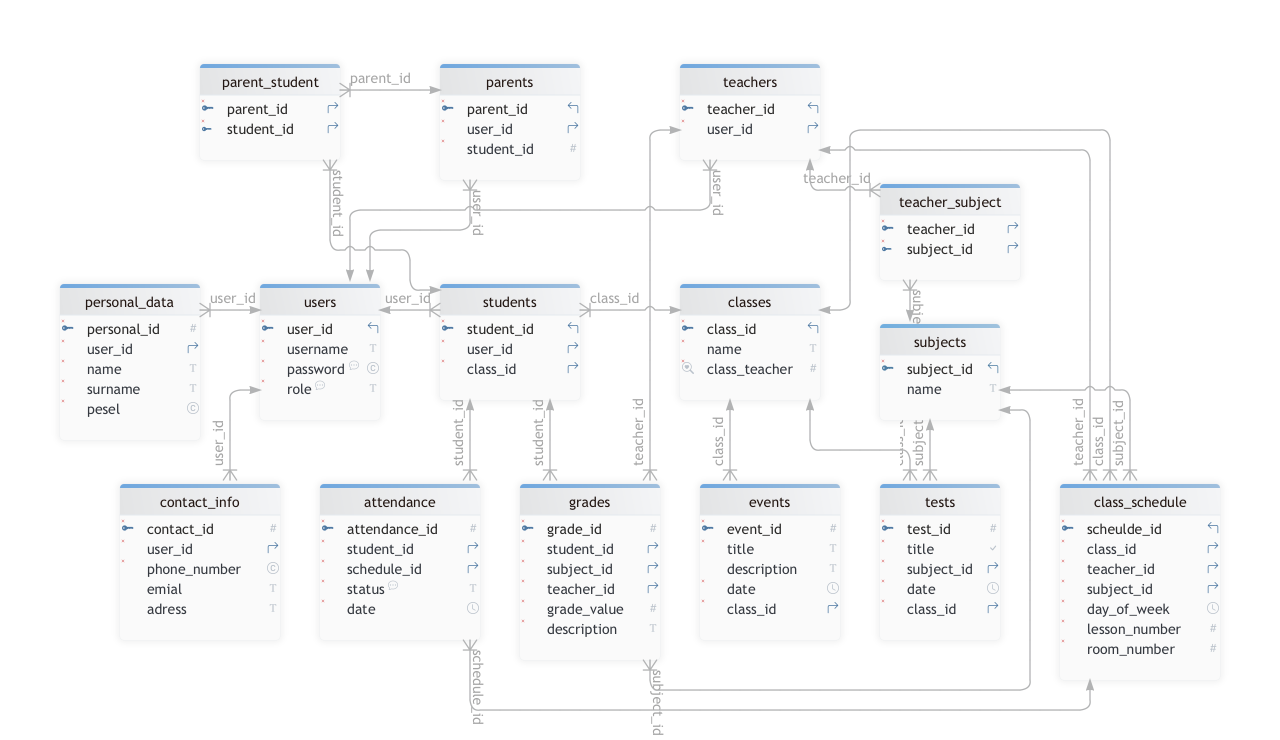 parent_student
parent_id
student_id
parent_id
parents
parent_id
user_id
student_id
teachers
teacher_id
user_id
student_id
user_id
user_id
teacher_id
teacher_subject
teacher_id
subject_id
personal_data
personal_id
user_id
name
surname
pesel
user_id
users
user_id
username
password
role
user_id
students
student_id
user_id
class_id
class_id
classes
class_id
name
class_teacher
subjects
subject_id
name
user_id
student_id
student_id
teacher_id
class_id
subject
teacher_id
class_id
subject_id
contact_info
contact_id
user_id
phone_number
emial
adress
attendance
attendance_id
student_id
schedule_id
status
date
grades
grade_id
student_id
subject_id
teacher_id
grade_value
description
events
event_id
title
description
date
class_id
tests
test_id
title
subject_id
date
class_id
class_schedule
scheulde_id
class_id
teacher_id
subject_id
day_of_week
lesson_number
room_number
schedule_id
subject_id